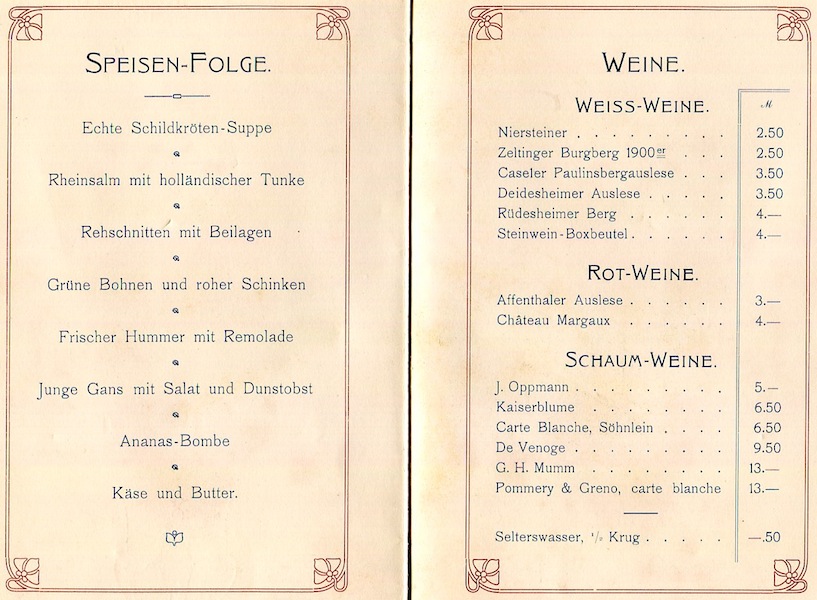 SPEISEN-FOLGE.
Echte Schildkröten-Suppe
Rheinsalm mit holländischer Tunke
Rehschnitten mit Beilagen
Grüne Bohnen und roher Schinken
Frischer Hummer mit Remolade
Junge Gans mit Salat und Dunstobst
Ananas-Bombe
Käse und Butter.
WEINE.
WEISS-WEINE. M
Niersteiner . . . . . . . . . 2.50
Zeltinger Burgberg 1900er . . . 2.50
Caseler Paulinsbergauslese . . . 3.50
Deidesheimer Auslese . . . . . 3.50
Rüdesheimer Berg . . . . . . 4.—
Steinwein-Boxbeutel . . . . . . 4.—
ROT-WEINE.
Affenthaler Auslese . . . . . . 3.—
Château Margaux . . . . . . 4.—
SCHAUM-WEINE.
J. Oppmann . . . . . . . . . 5.—
Kaiserblume . . . . . . . . 6.50
Carte Blanche, Söhnlein . . . . 6.50
De Venoge . . . . . . . . . 9.50
G. H. Mumm . . . . . . . . 13.—
Pommery & Greno, carte blanche 13.—
Selterswasser, 1/1 Krug . . . . . —.50